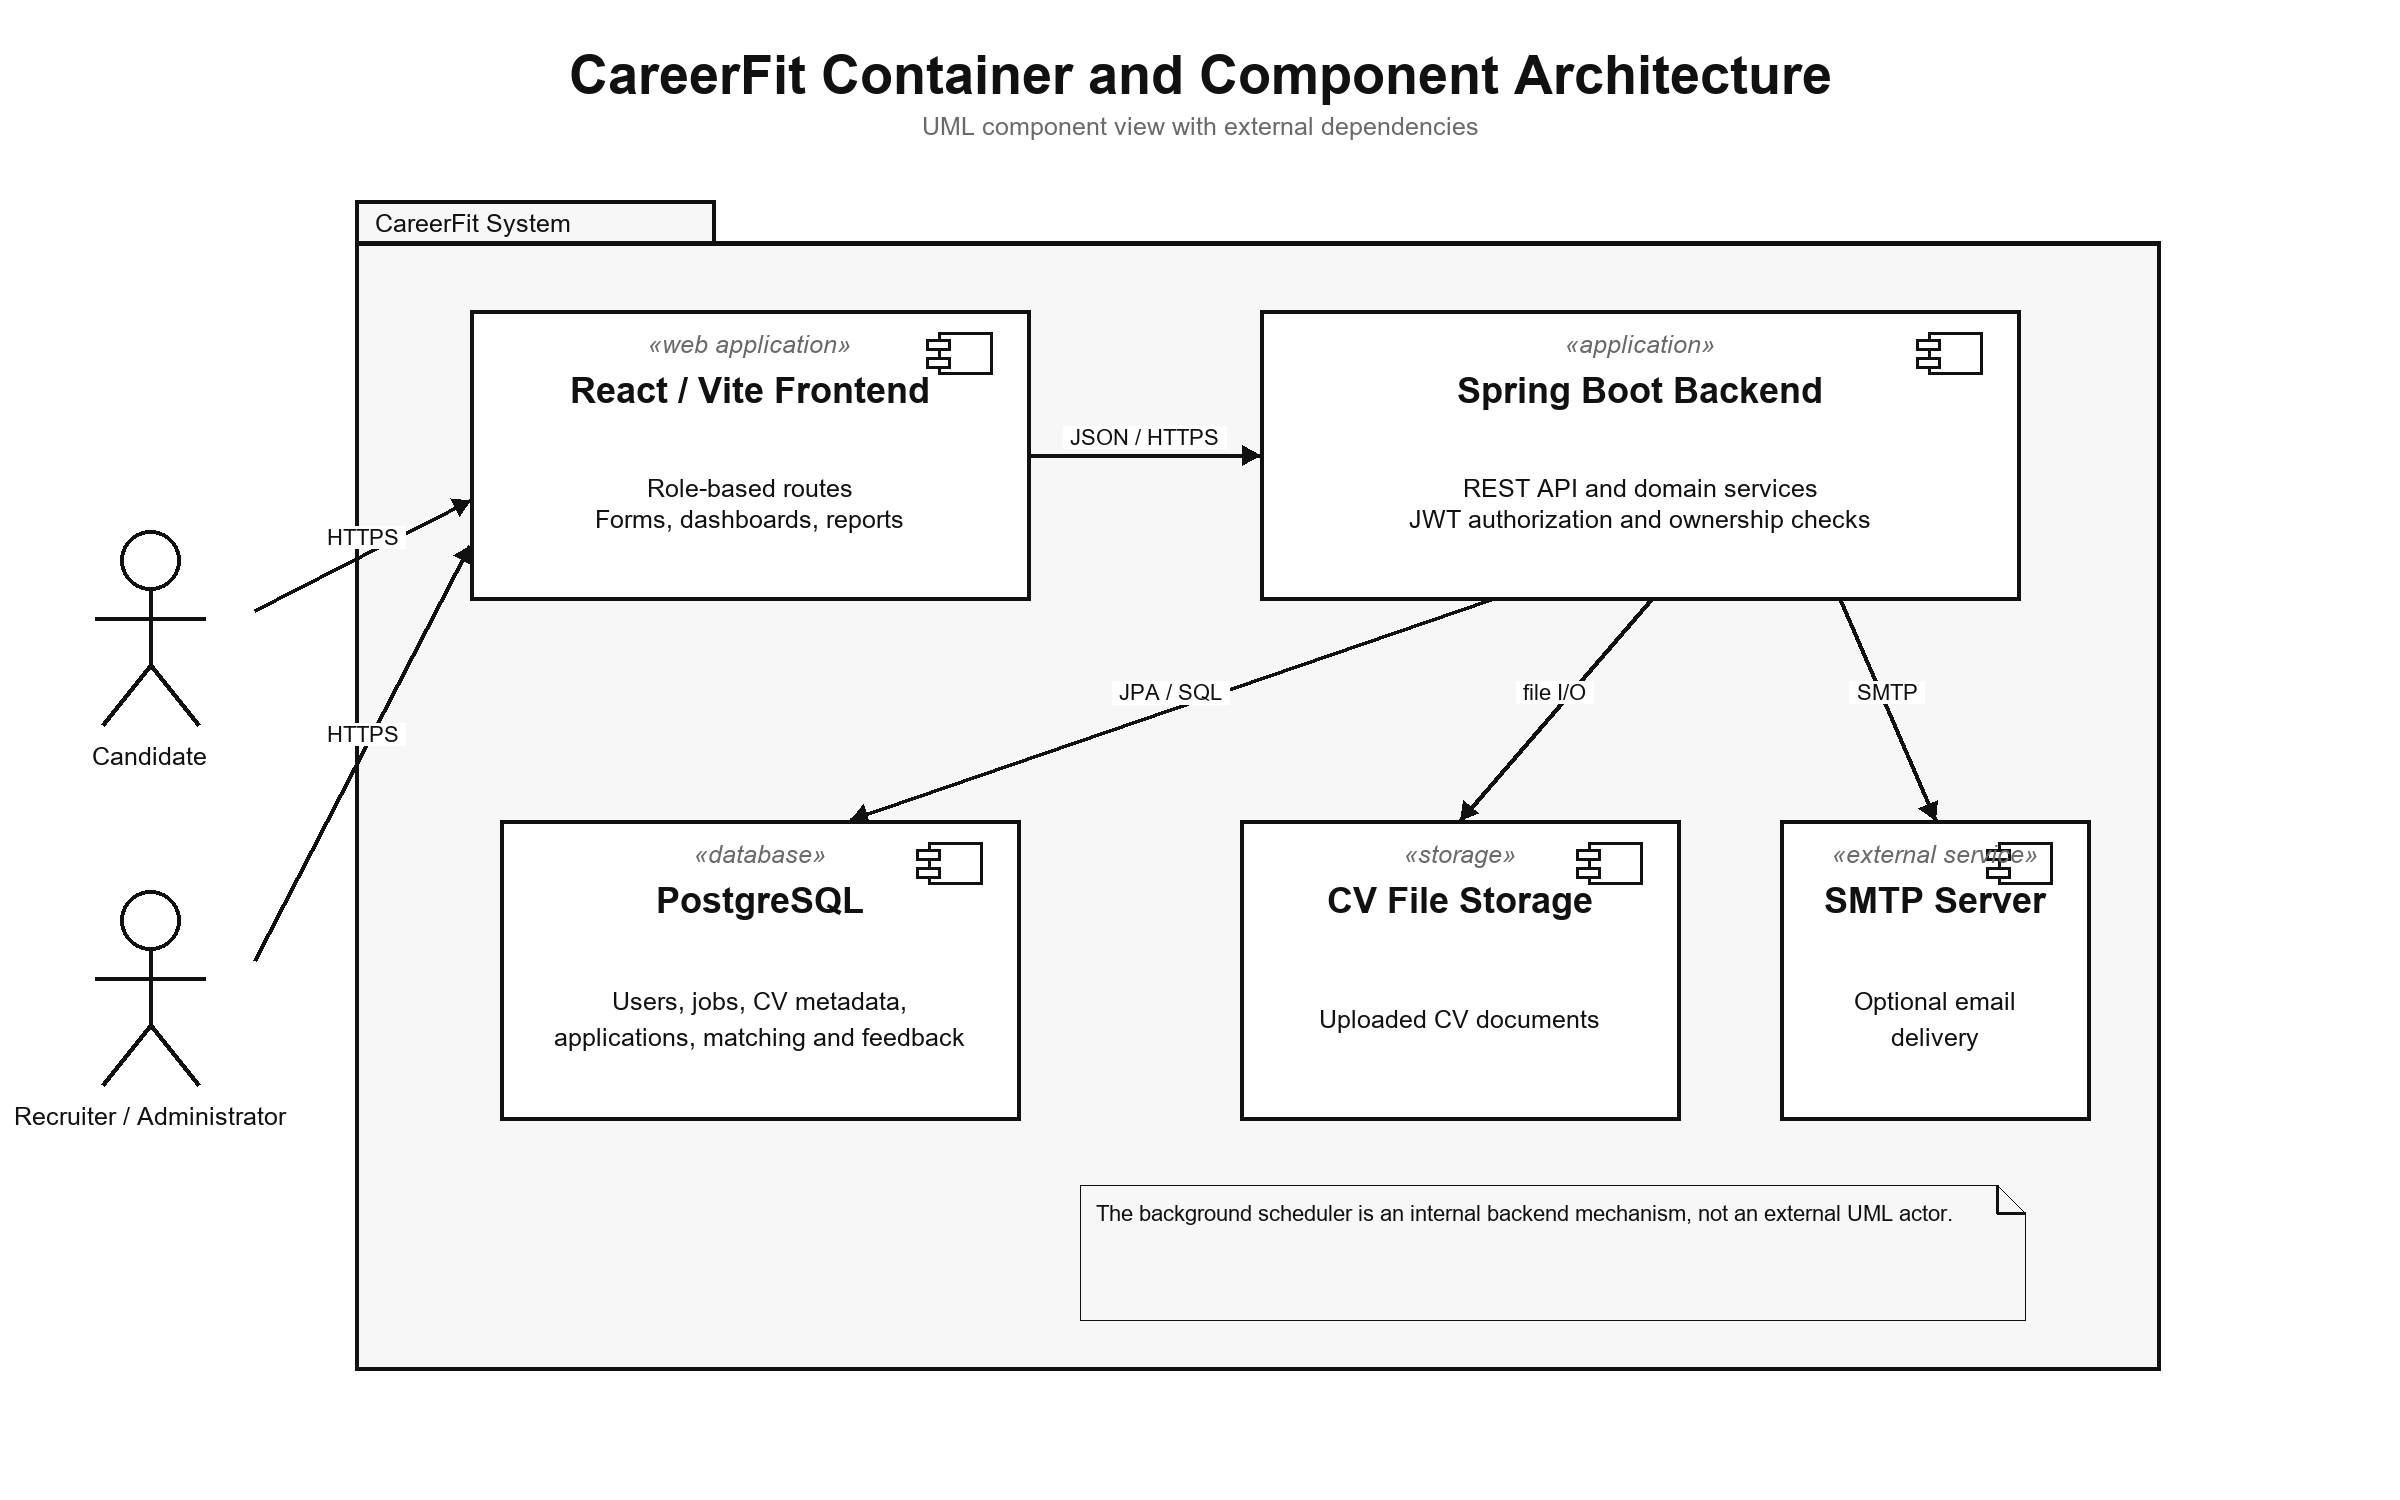 CareerFit Container and Component Architecture
UML component view with external dependencies
CareerFit System
«web application»
React / Vite Frontend
Role-based routes
Forms, dashboards, reports
JSON / HTTPS
«application»
Spring Boot Backend
REST API and domain services
JWT authorization and ownership checks
HTTPS
Candidate
HTTPS
Recruiter / Administrator
JPA / SQL
file I/O
SMTP
«database»
PostgreSQL
Users, jobs, CV metadata,
applications, matching and feedback
«storage»
CV File Storage
Uploaded CV documents
«external service»
SMTP Server
Optional email
delivery
The background scheduler is an internal backend mechanism, not an external UML actor.